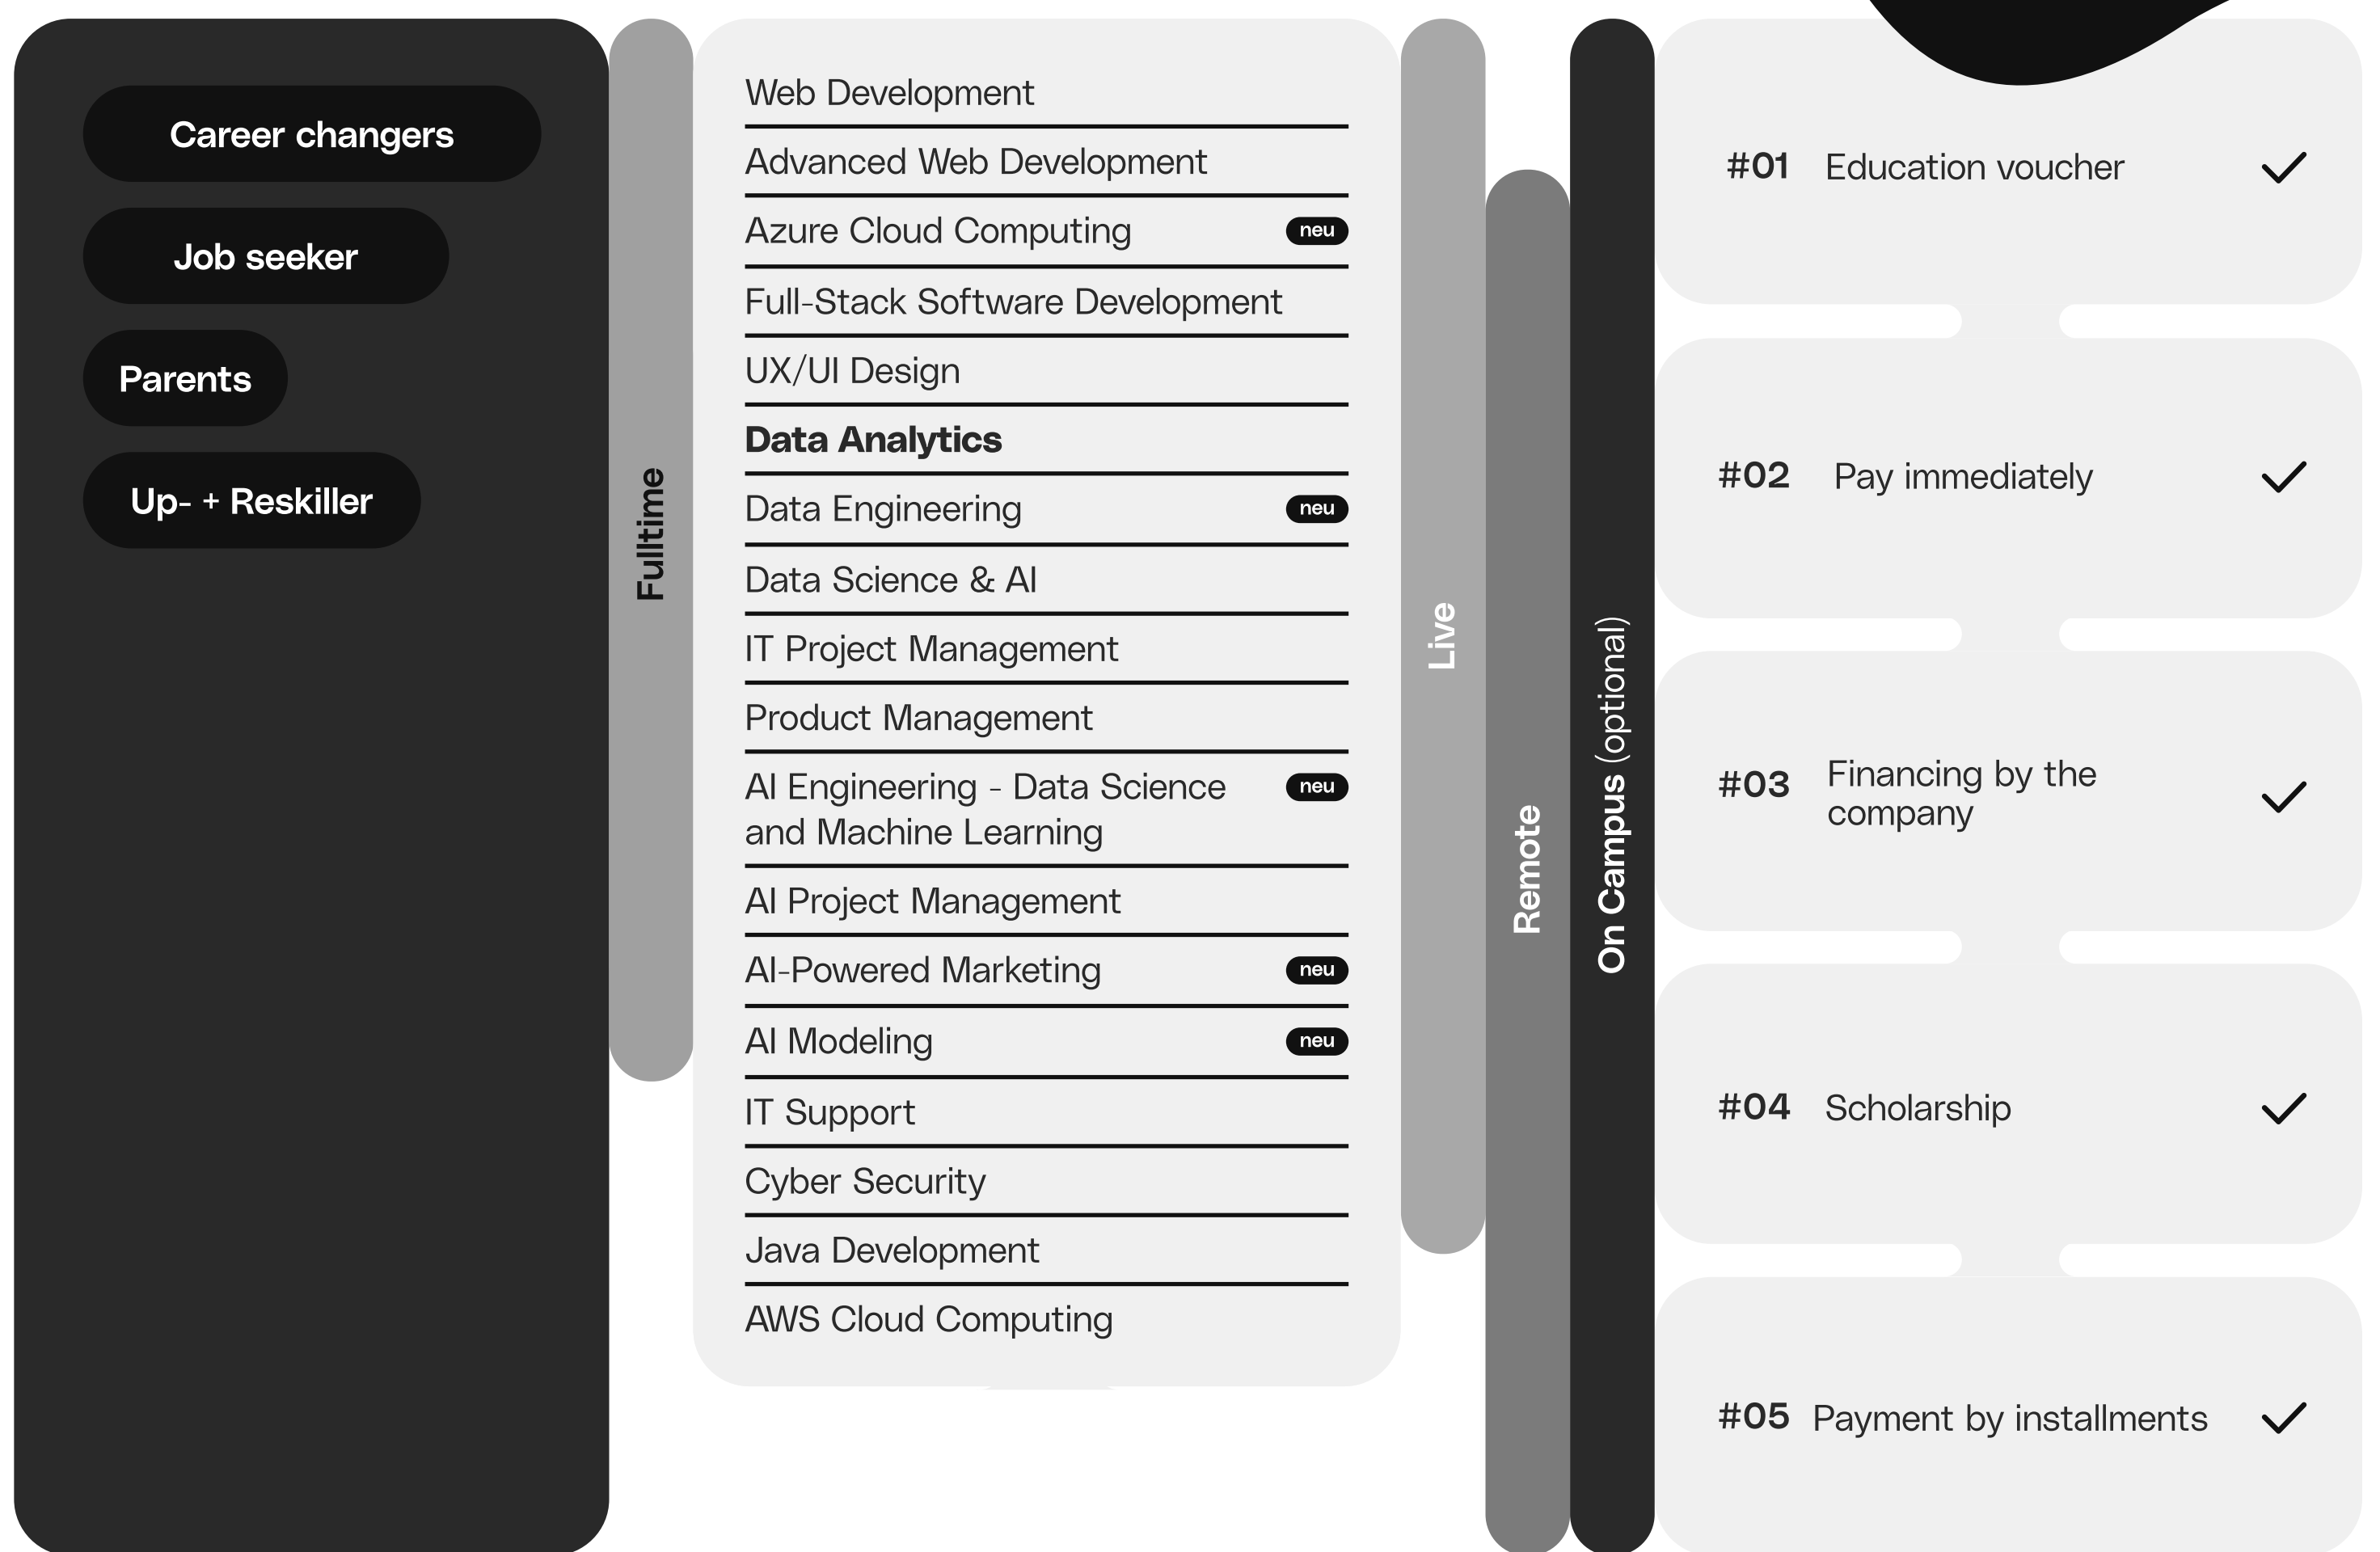 Career changers
Job seeker
Parents
Up- + Reskiller
Fulltime
Web Development
Advanced Web Development
Azure Cloud Computing neu
Full-Stack Software Development
UX/UI Design
Data Analytics
Data Engineering neu
Data Science & AI
IT Project Management
Product Management
AI Engineering - Data Science neu
and Machine Learning
AI Project Management
AI-Powered Marketing neu
AI Modeling neu
IT Support
Cyber Security
Java Development
AWS Cloud Computing
Live
Remote
On Campus (optional)
#01 Education voucher
#02 Pay immediately
#03 Financing by the
company
#04 Scholarship
#05 Payment by installments